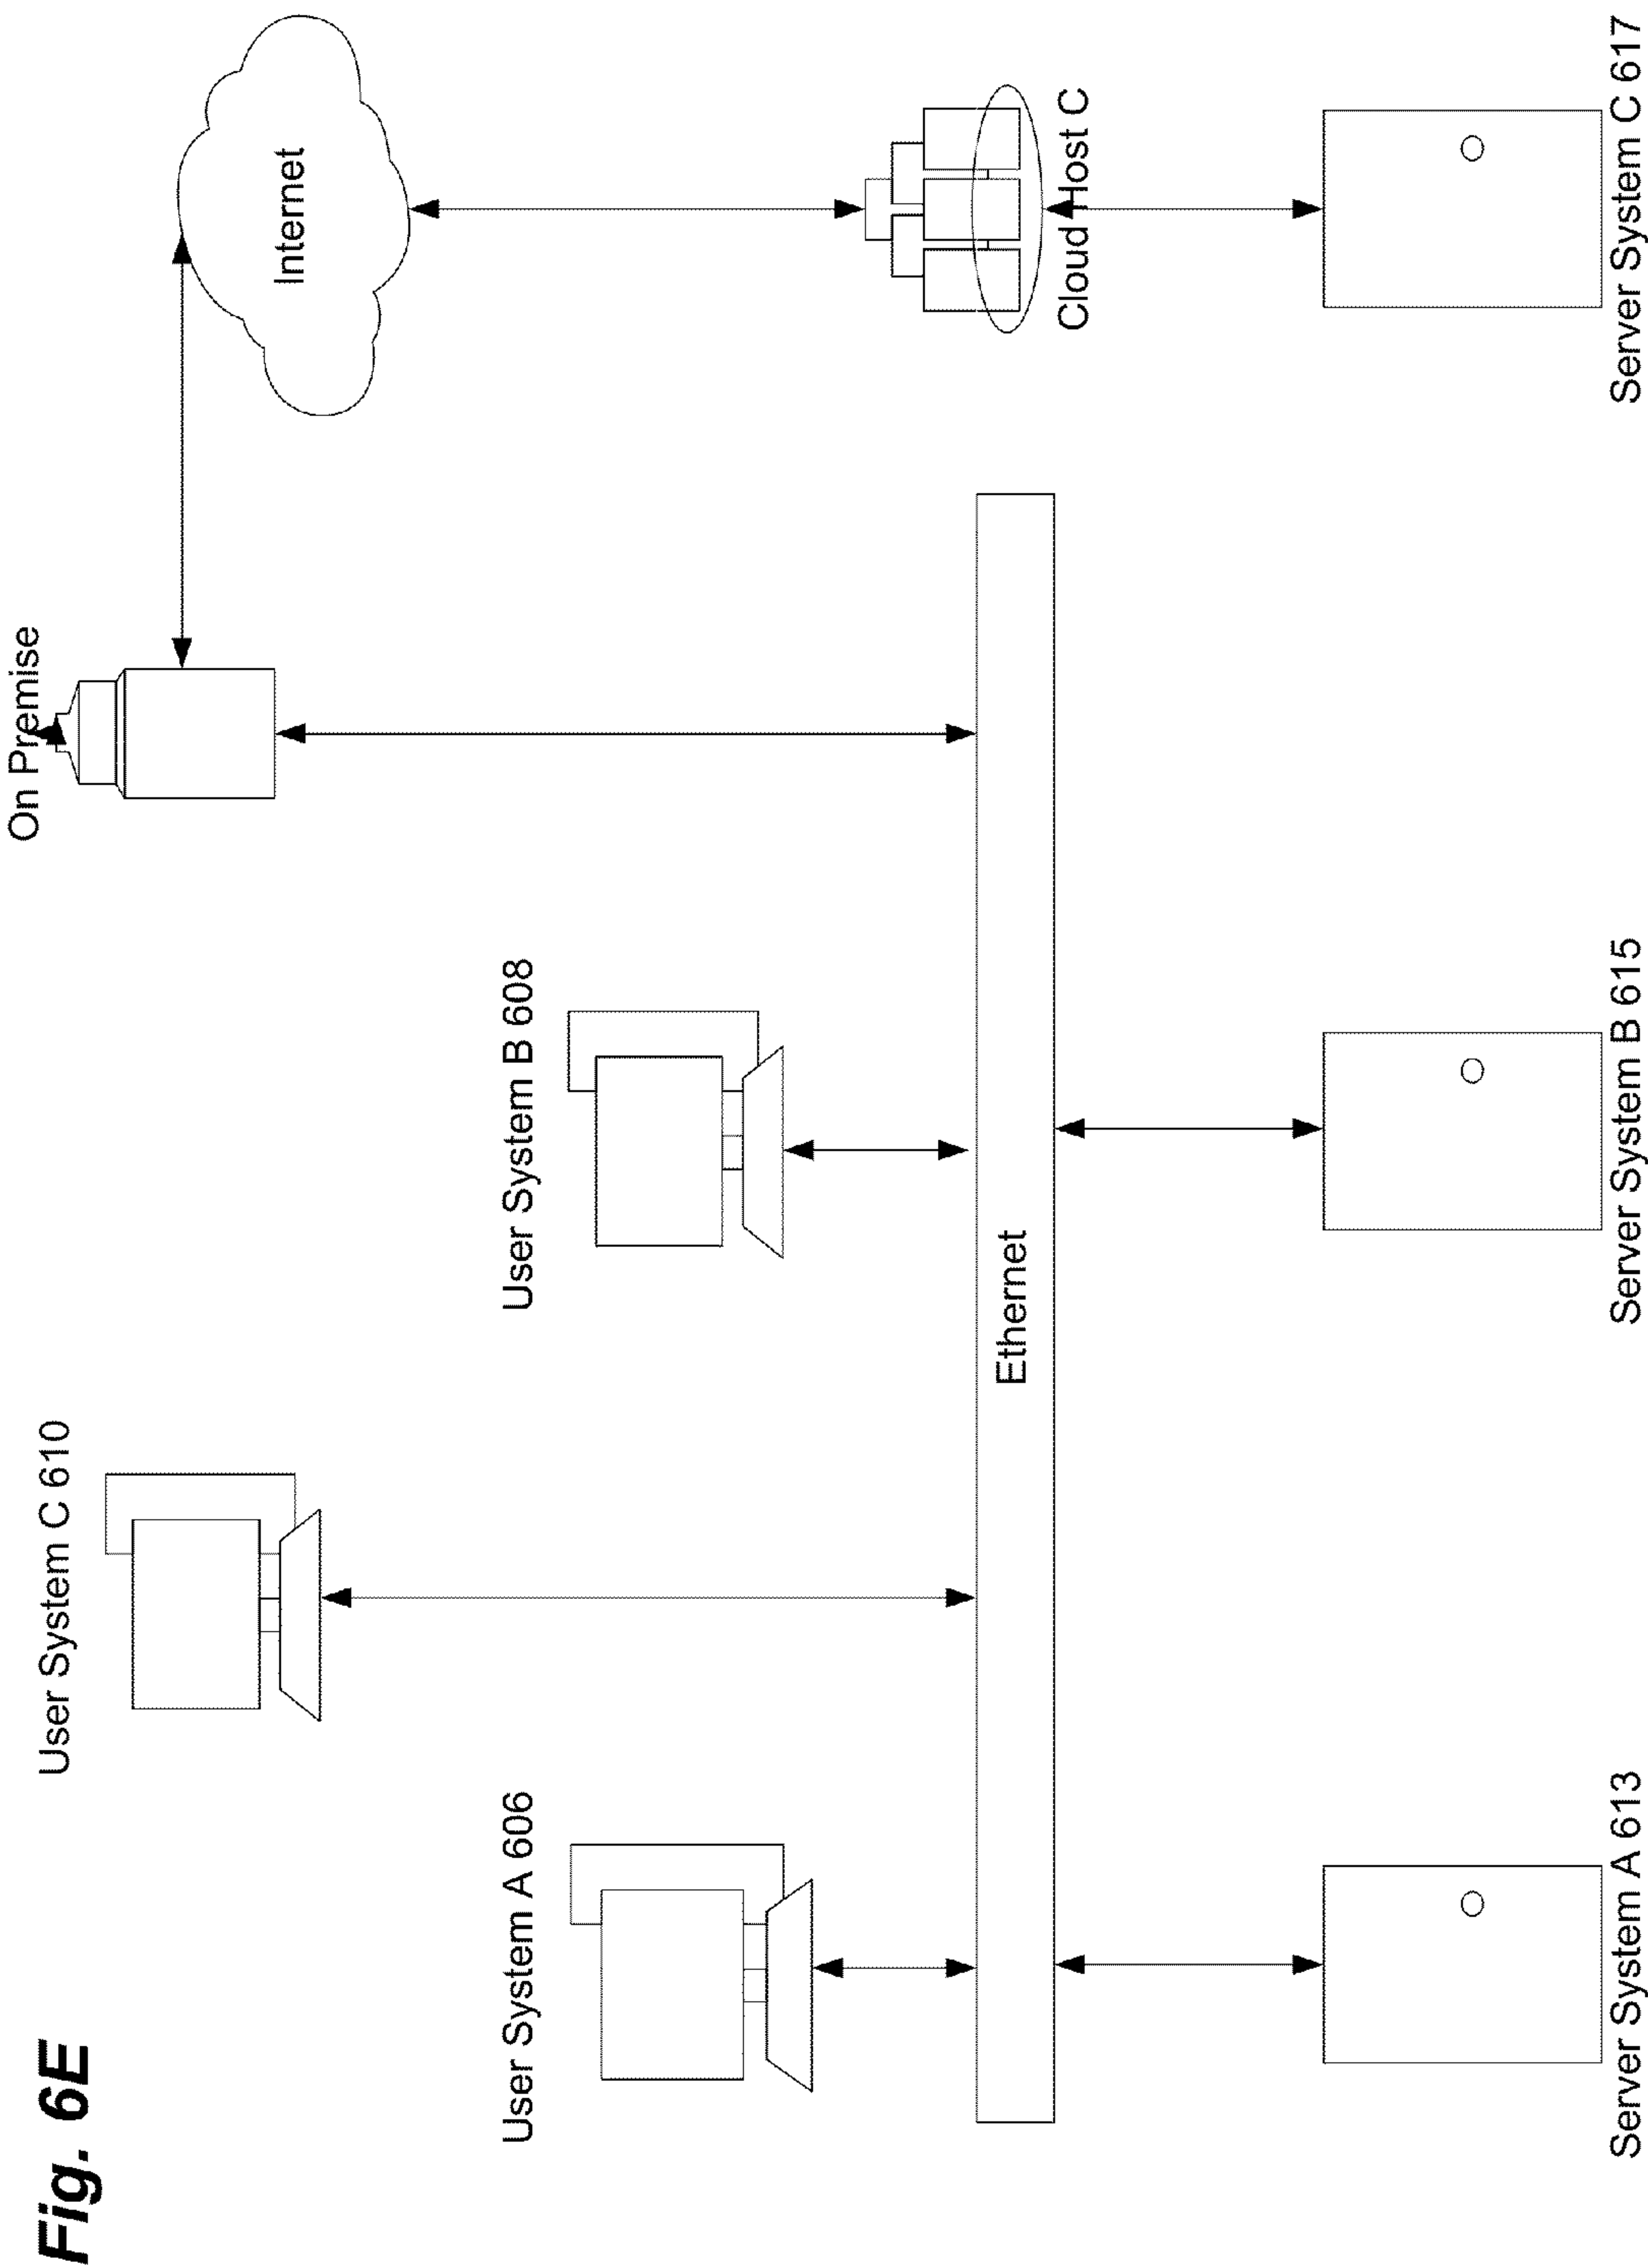 Fig. 6E
On Premise
User System C 610
Internet
User System A 606
User System B 608
Ethernet
Cloud Host C
Server System A 613
Server System B 615
Server System C 617